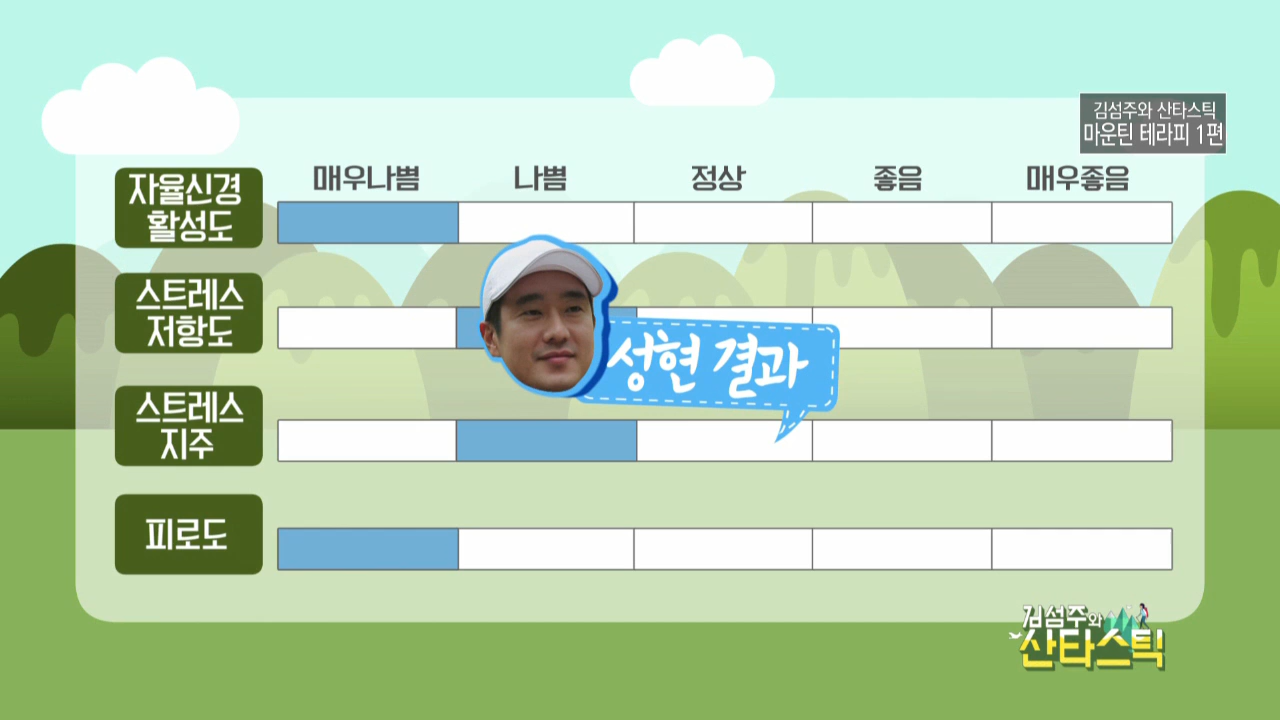 김섬주와 산타스틱
마운틴 테라피 1편
매우나쁨 나쁨 정상 좋음 매우좋음
자율신경
활성도
스트레스
저항도
성현 결과
스트레스
지주
피로도
김섬주와
산타스틱